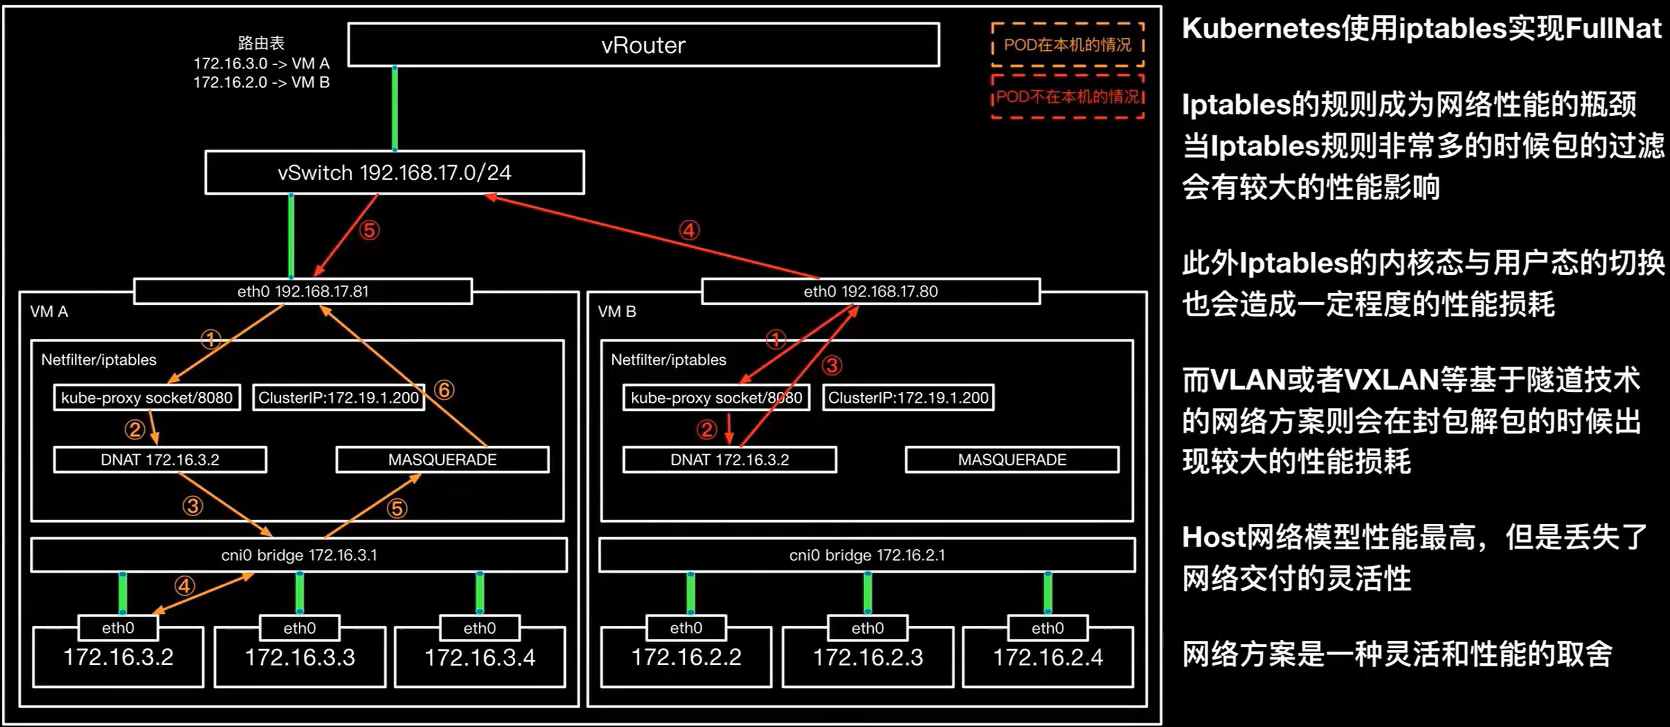 路由表
172.16.3.0 -> VM A
172.16.2.0 -> VM B
vRouter
POD在本机的情况
POD不在本机的情况
vSwitch 192.168.17.0/24
⑤
④
eth0 192.168.17.81
VM A
①
Netfilter/iptables
kube-proxy socket/8080
ClusterIP:172.19.1.200
⑥
②
DNAT 172.16.3.2
MASQUERADE
③
⑤
cni0 bridge 172.16.3.1
④
eth0
172.16.3.2
eth0
172.16.3.3
eth0
172.16.3.4
eth0 192.168.17.80
VM B
①
Netfilter/iptables
③
kube-proxy socket/8080
ClusterIP:172.19.1.200
②
DNAT 172.16.3.2
MASQUERADE
cni0 bridge 172.16.2.1
eth0
172.16.2.2
eth0
172.16.2.3
eth0
172.16.2.4
Kubernetes使用iptables实现FullNat
Iptables的规则成为网络性能的瓶颈
当Iptables规则非常多的时候包的过滤
会有较大的性能影响
此外Iptables的内核态与用户态的切换
也会造成一定程度的性能损耗
而VLAN或者VXLAN等基于隧道技术
的网络方案则会在封包解包的时候出
现较大的性能损耗
Host网络模型性能最高，但是丢失了
网络交付的灵活性
网络方案是一种灵活和性能的取舍